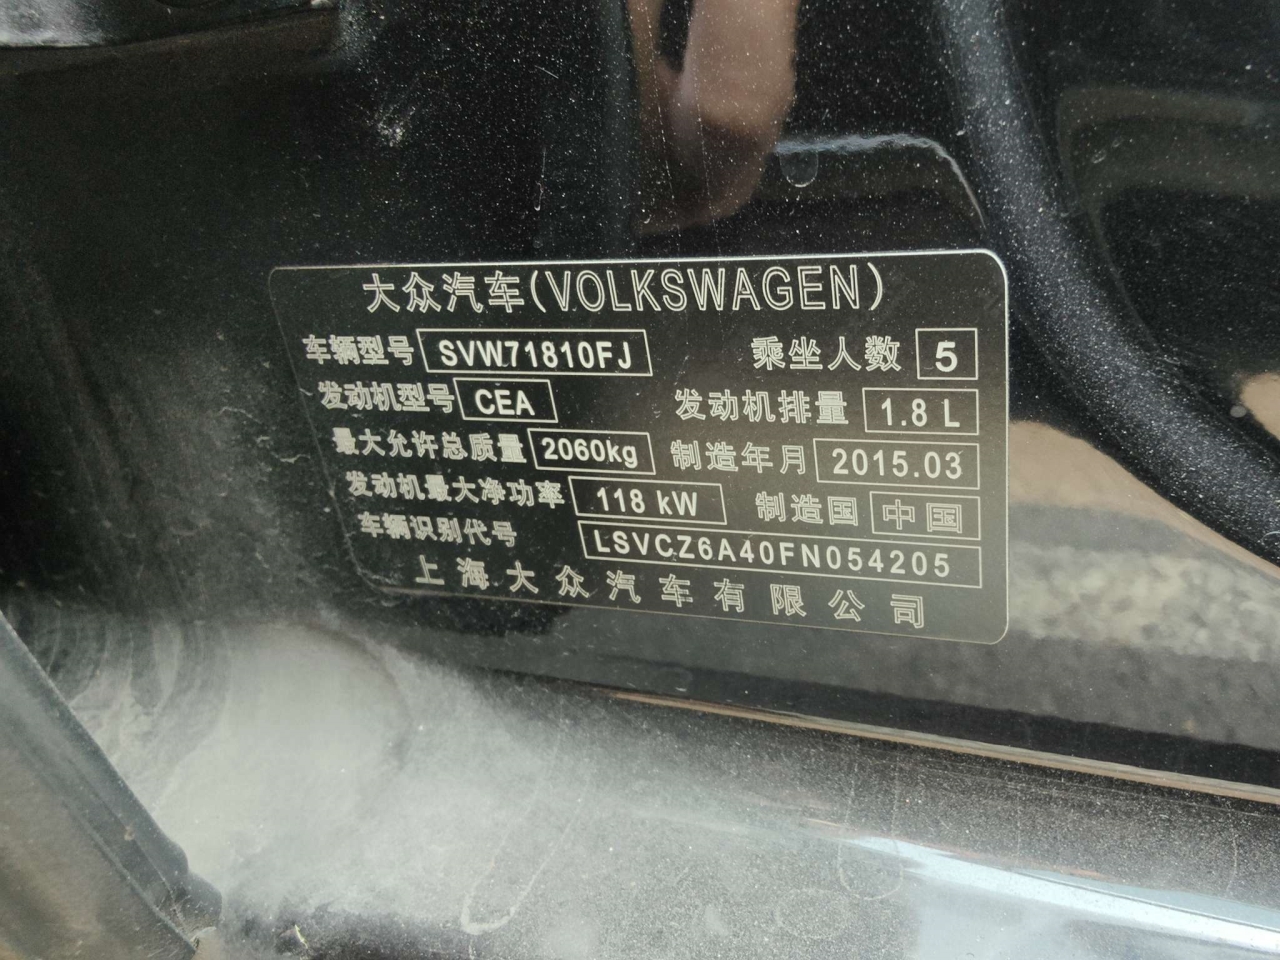 大众汽车(VOLKSWAGEN)
车辆型号 SVW71810FJ 乘坐人数 5
发动机型号 CEA 发动机排量 1.8 L
最大允许总质量 2060kg 制造年月 2015.03
发动机最大净功率 118 kW 制造国 中国
车辆识别代号 LSVCZ6A40FN054205
上海大众汽车有限公司